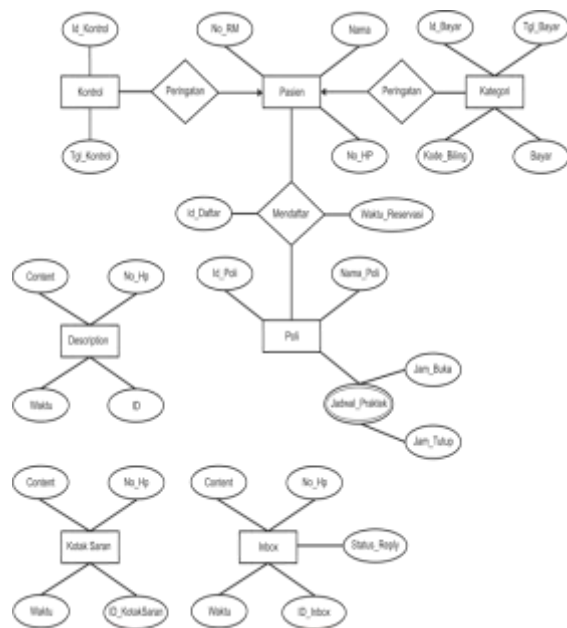 Id_Kontrol
No_RM
Nama
Id_Bayar
Tgl_Bayar
Kontrol
Peringatan
Pasien
Peringatan
Kategori
Tgl_Kontrol
No_HP
Kode_Biling
Bayar
Id_Daftar
Mendaftar
Waktu_Reservasi
Content
No_Hp
Id_Poli
Nama_Poli
Description
Poli
Jam_Buka
Waktu
ID
Jadwal_Praktek
Jam_Tutup
Content
No_Hp
Content
No_Hp
Kotak Saran
Inbox
Status_Reply
Waktu
ID_KotakSaran
Waktu
ID_Inbox